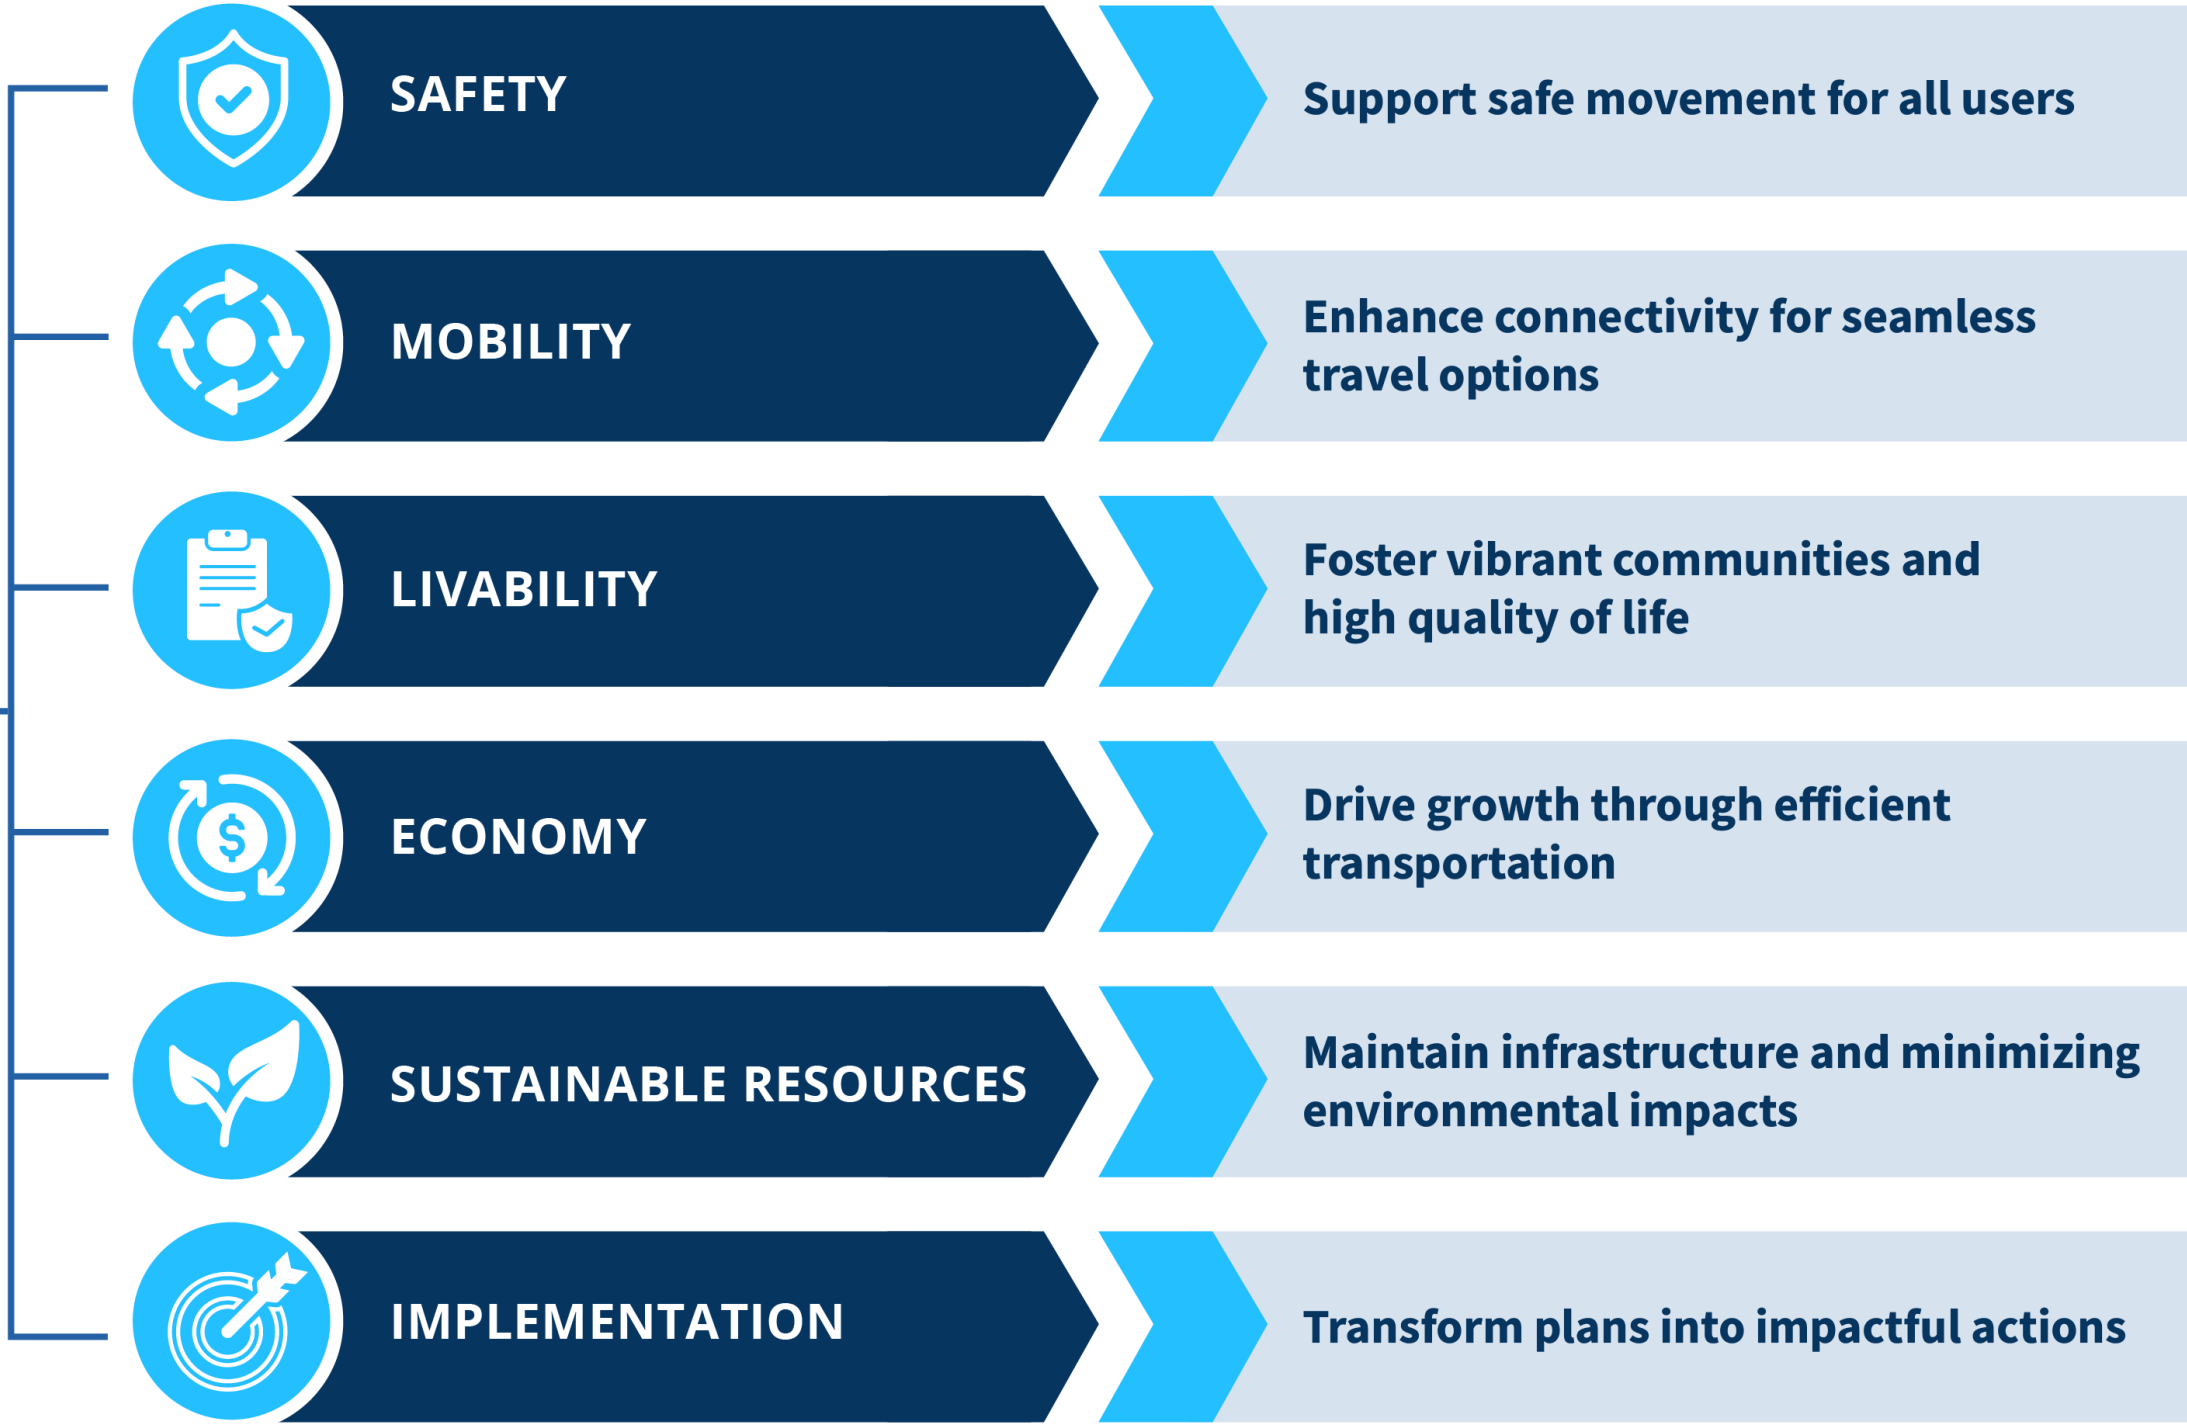 SAFETY
Support safe movement for all users
MOBILITY
Enhance connectivity for seamless
travel options
LIVABILITY
Foster vibrant communities and
high quality of life
ECONOMY
$
Drive growth through efficient
transportation
SUSTAINABLE RESOURCES
Maintain infrastructure and minimizing
environmental impacts
IMPLEMENTATION
Transform plans into impactful actions